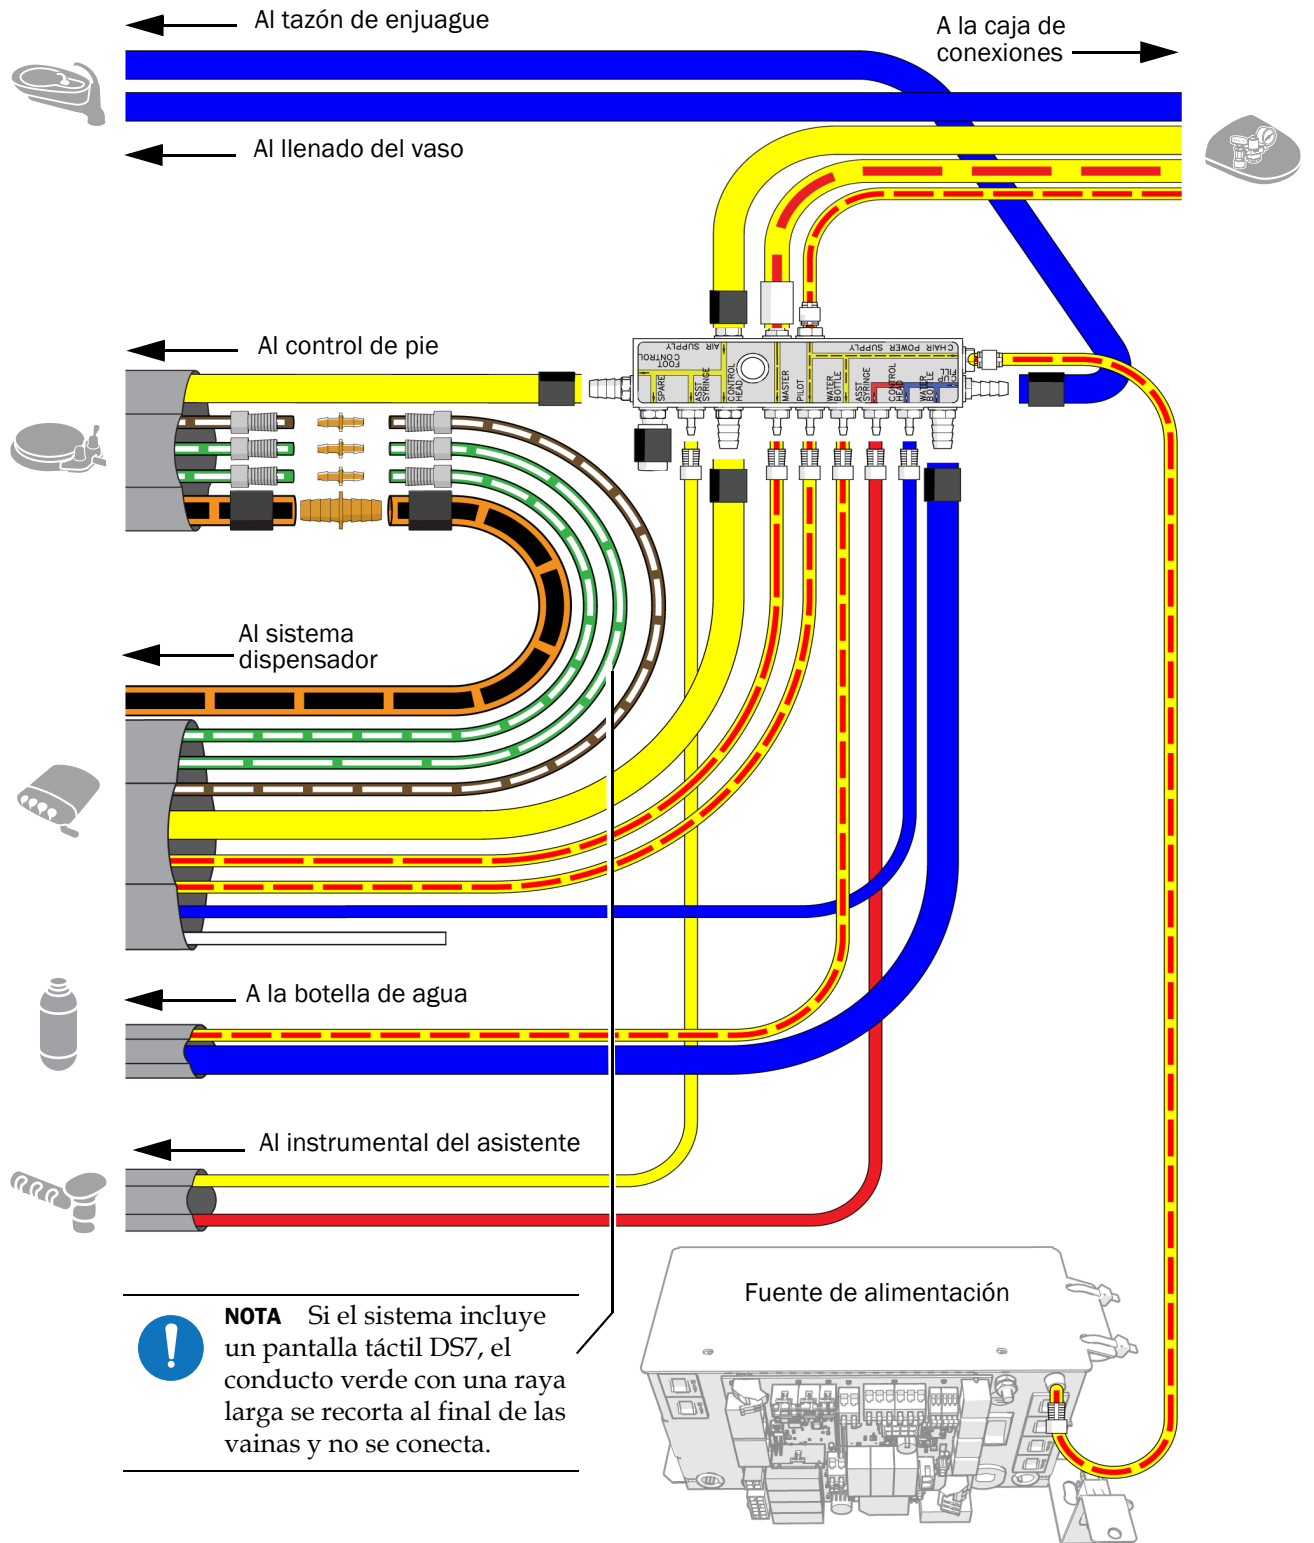 Al tazón de enjuague
A la caja de
conexiones
Al llenado del vaso
Al control de pie
AIR SUPPLY
FOOT
CONTROL
CHAIR POWER SUPPLY
SPARE
ASST
SYRINGE
CONTROL
HEAD
MASTER
PILOT
WATER
BOTTLE
ASST
SYRINGE
CONTROL
HEAD
WATER
BOTTLE
CUP
FILL
Al sistema
dispensador
A la botella de agua
Al instrumental del asistente
Fuente de alimentación
NOTA Si el sistema incluye
un pantalla táctil DS7, el
conducto verde con una raya
larga se recorta al final de las
vainas y no se conecta.